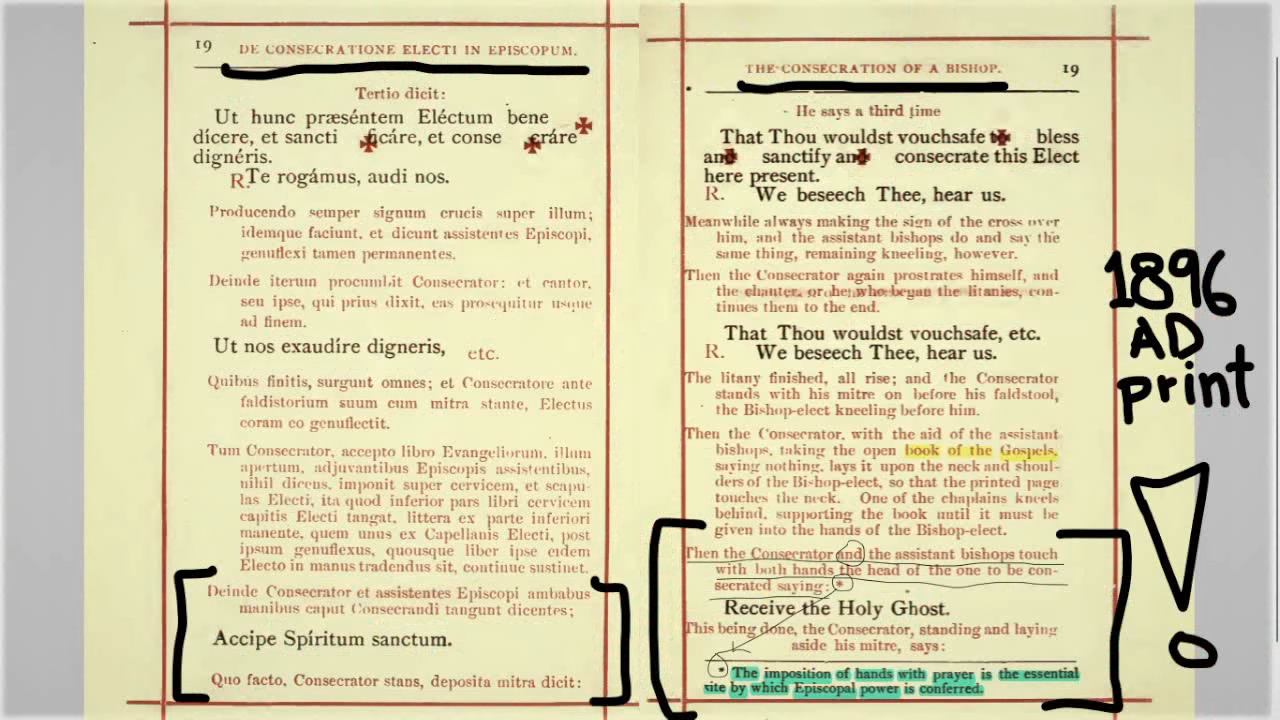 19 DE CONSECRATIONE ELECTI IN EPISCOPUM.
Tertio dicit:
Ut hunc præséntem Eléctum bene ✠
dícere, et sancti ✠ ficáre, et conse ✠ cráre
dignéris.
R. Te rogámus, audi nos.
Producendo semper signum crucis super illum;
idemque faciunt, et dicunt assistentes Episcopi,
genuflexi tamen permanentes.
Deinde iterum procumbit Consecrator: et cantor,
seu ipse, qui prius dixit, eas prosequitur usque
ad finem.
Ut nos exaudíre digneris, etc.
Quibus finitis, surgunt omnes; et Consecratore ante
faldistorium suum cum mitra stante, Electus
coram eo genuflectit.
Tum Consecrator, accepto libro Evangeliorum, illum
apertum, adjuvantibus Episcopis assistentibus,
nihil dicens, imponit super cervicem, et scapu-
las Electi, ita quod inferior pars libri cervicem
capitis Electi tangat, littera ex parte inferiori
manente, quem unus ex Capellanis Electi, post
ipsum genuflexus, quousque liber ipse eidem
Electo in manus tradendus sit, continue sustinet.
Deinde Consecrator et assistentes Episcopi ambabus
manibus caput Consecrandi tangunt dicentes;
Accipe Spíritum sanctum.
Quo facto, Consecrator stans, deposita mitra dicit:
THE CONSECRATION OF A BISHOP. 19
He says a third time
That Thou wouldst vouchsafe to ✠ bless
and ✠ sanctify and ✠ consecrate this Elect
here present.
R. We beseech Thee, hear us.
Meanwhile always making the sign of the cross over
him, and the assistant bishops do and say the
same thing, remaining kneeling, however.
Then the Consecrator again prostrates himself, and
the chanter, or he who began the litanies, con-
tinues them to the end.
That Thou wouldst vouchsafe, etc.
R. We beseech Thee, hear us.
The litany finished, all rise; and the Consecrator
stands with his mitre on before his faldstool,
the Bishop-elect kneeling before him.
Then the Consecrator, with the aid of the assistant
bishops, taking the open book of the Gospels,
saying nothing, lays it upon the neck and shoul-
ders of the Bishop-elect, so that the printed page
touches the neck. One of the chaplains kneels
behind, supporting the book until it must be
given into the hands of the Bishop-elect.
Then the Consecrator and the assistant bishops touch
with both hands the head of the one to be con-
secrated saying: *
Receive the Holy Ghost.
This being done, the Consecrator, standing and laying
aside his mitre, says:
* The imposition of hands with prayer is the essential
rite by which Episcopal power is conferred.
1896
AD
print
!